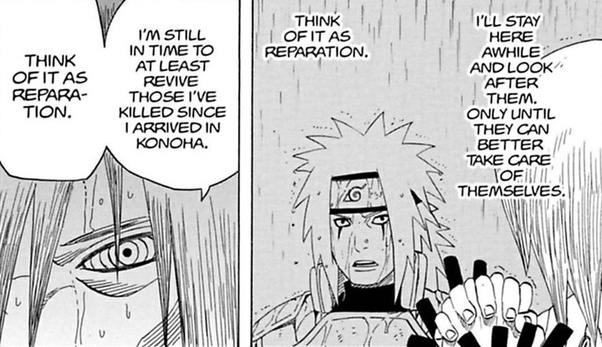 I'LL STAY
HERE
AWHILE
AND LOOK
AFTER
THEM.
ONLY UNTIL
THEY CAN
BETTER
TAKE CARE
OF
THEMSELVES.
THINK
OF IT AS
REPARATION.
I'M STILL
IN TIME TO
AT LEAST
REVIVE
THOSE I'VE
KILLED SINCE
I ARRIVED IN
KONOHA.
THINK
OF IT AS
REPARA-
TION.